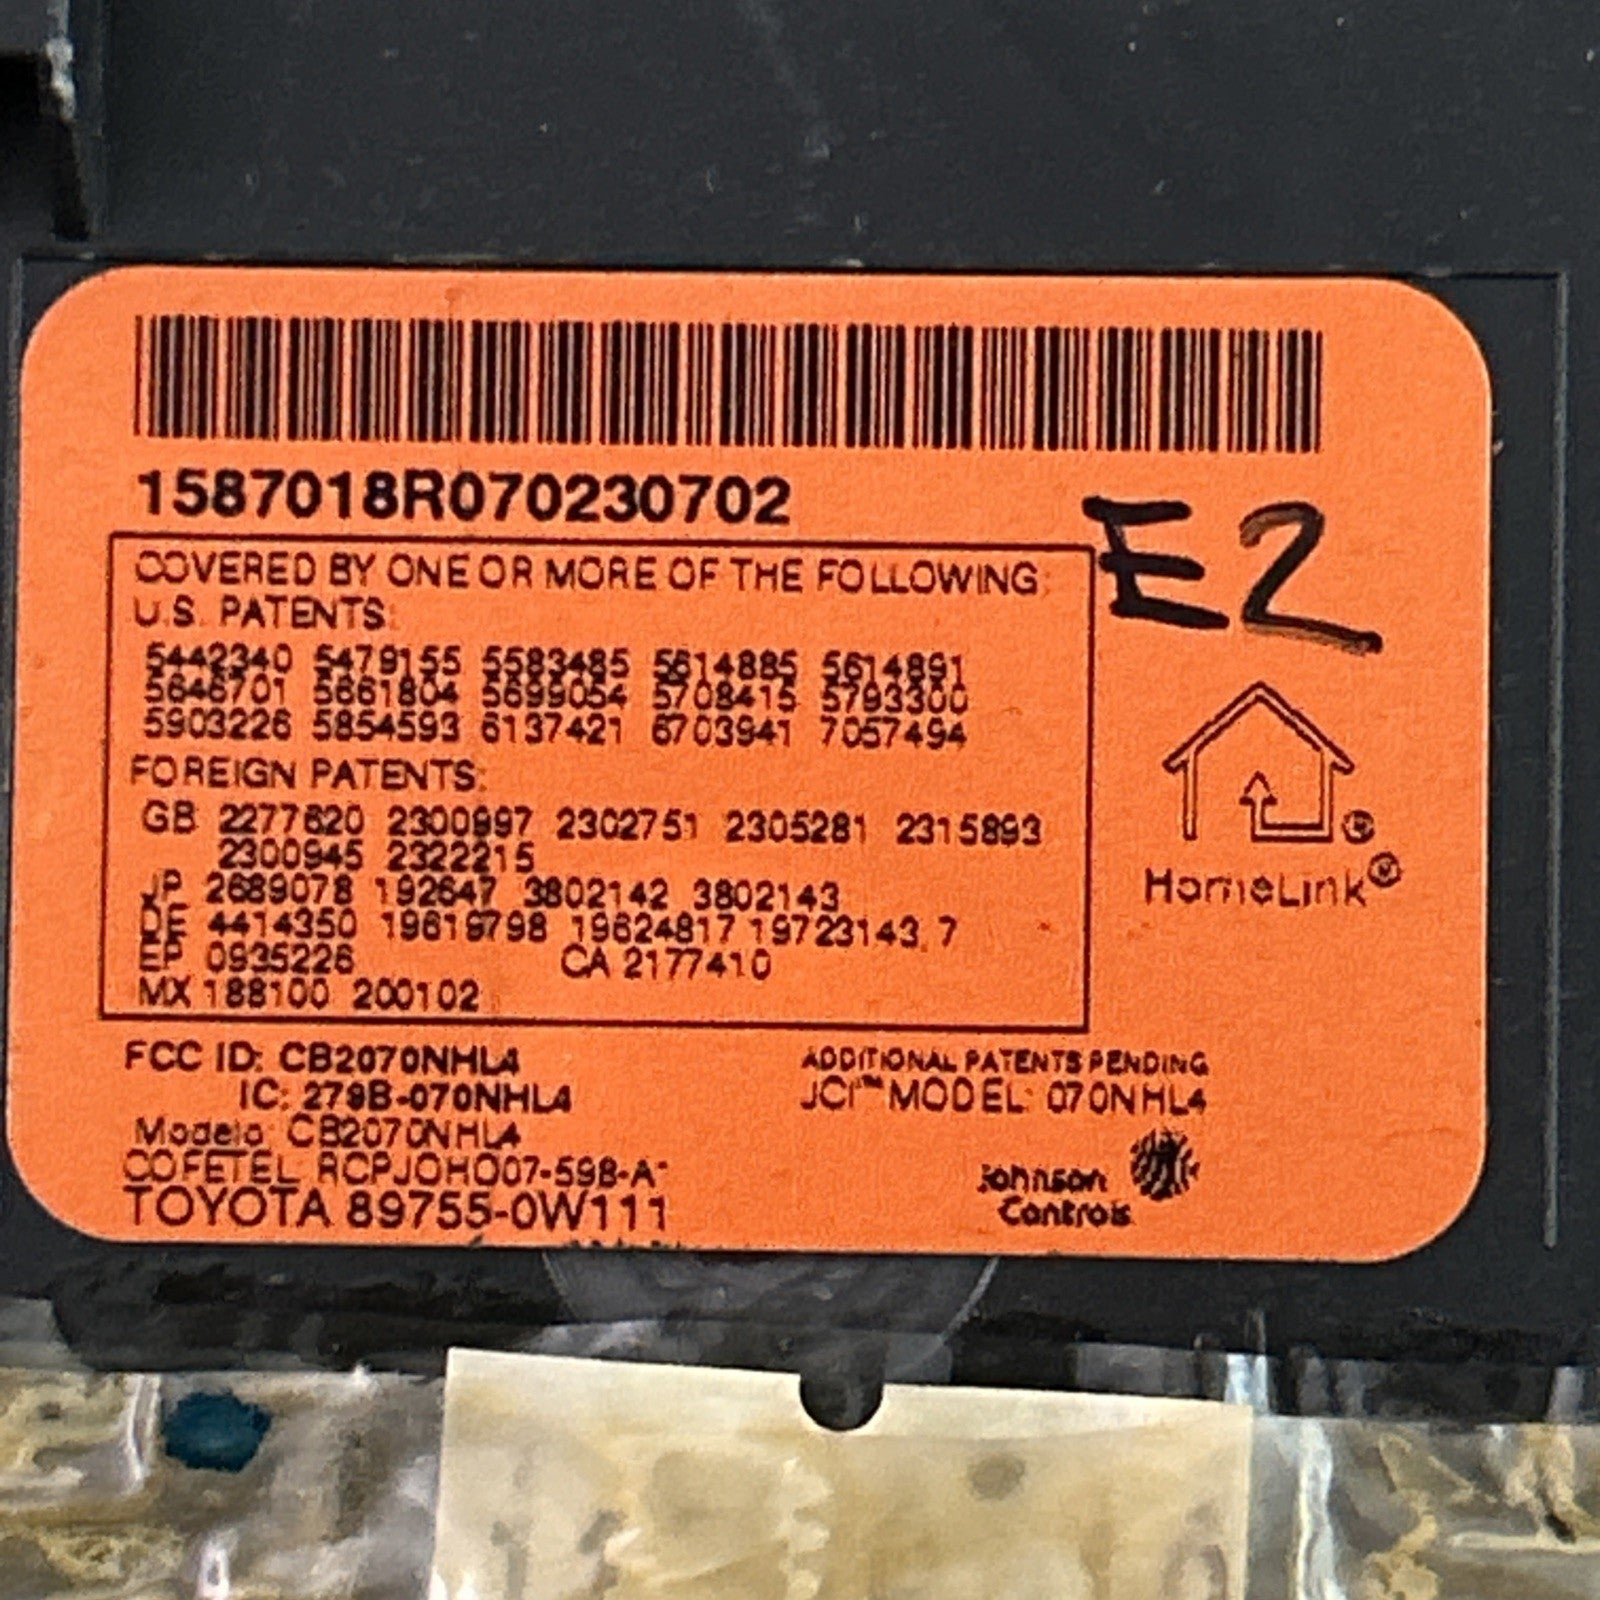 1587018R070230702
E2
COVERED BY ONE OR MORE OF THE FOLLOWING:
U.S. PATENTS:
5442340 5479155 5583485 5614885 5614891
5646701 5661804 5699054 5708415 5793300
5903226 5854593 6137421 6703941 7057494
FOREIGN PATENTS:
GB 2277620 2300997 2302751 2305281 2315893
2300945 2322215
JP 2689078 192647 3802142 3802143
DE 4414350 19619798 19624817 19723143.7
EP 0935226 CA 2177410
MX 188100 200102
HomeLink®
FCC ID: CB2070NHL4
IC: 279B-070NHL4
Modelo: CB2070NHL4
COFETEL RCPJOHO07-598-A
TOYOTA 89755-0W111
ADDITIONAL PATENTS PENDING
JCI™ MODEL: 070NHL4
Johnson
Controls